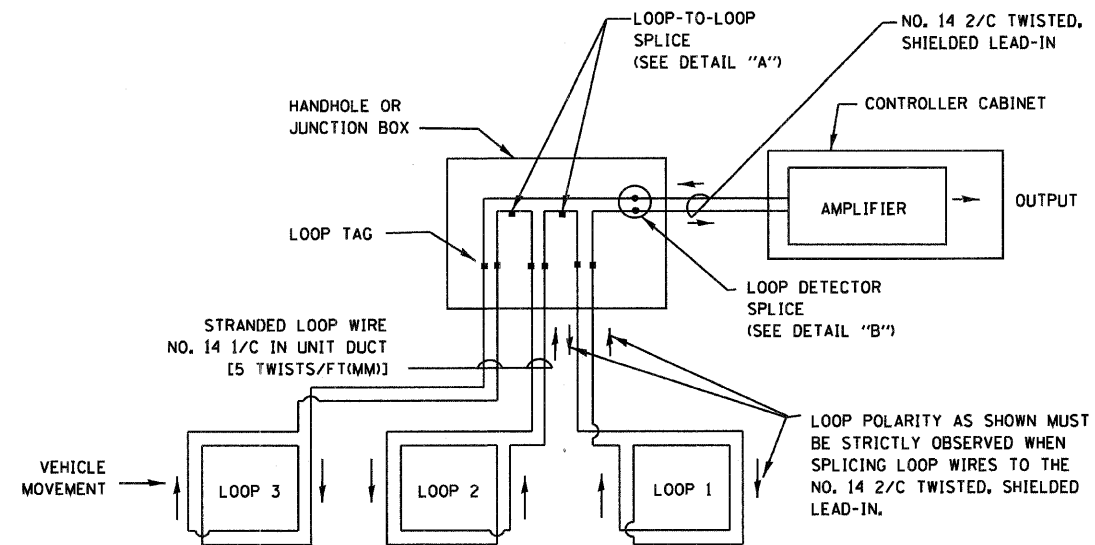 LOOP-TO-LOOP
SPLICE
(SEE DETAIL "A")
NO. 14 2/C TWISTED,
SHIELDED LEAD-IN
HANDHOLE OR
JUNCTION BOX
CONTROLLER CABINET
AMPLIFIER
OUTPUT
LOOP TAG
LOOP DETECTOR
SPLICE
(SEE DETAIL "B")
STRANDED LOOP WIRE
NO. 14 1/C IN UNIT DUCT
[5 TWISTS/FT(MM)]
LOOP POLARITY AS SHOWN MUST
BE STRICTLY OBSERVED WHEN
SPLICING LOOP WIRES TO THE
NO. 14 2/C TWISTED, SHIELDED
LEAD-IN.
VEHICLE
MOVEMENT
LOOP 3
LOOP 2
LOOP 1